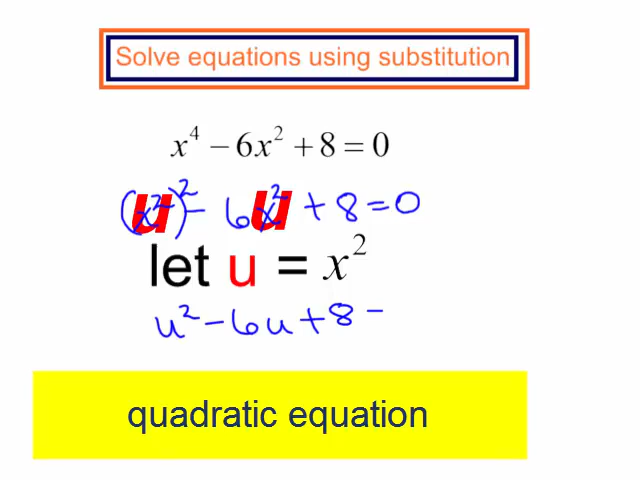 Solve equations using substitution
x⁴ − 6x² + 8 = 0
(x²)² − 6x² + 8 = 0
u u
let u = x²
u² − 6u + 8 =
quadratic equation